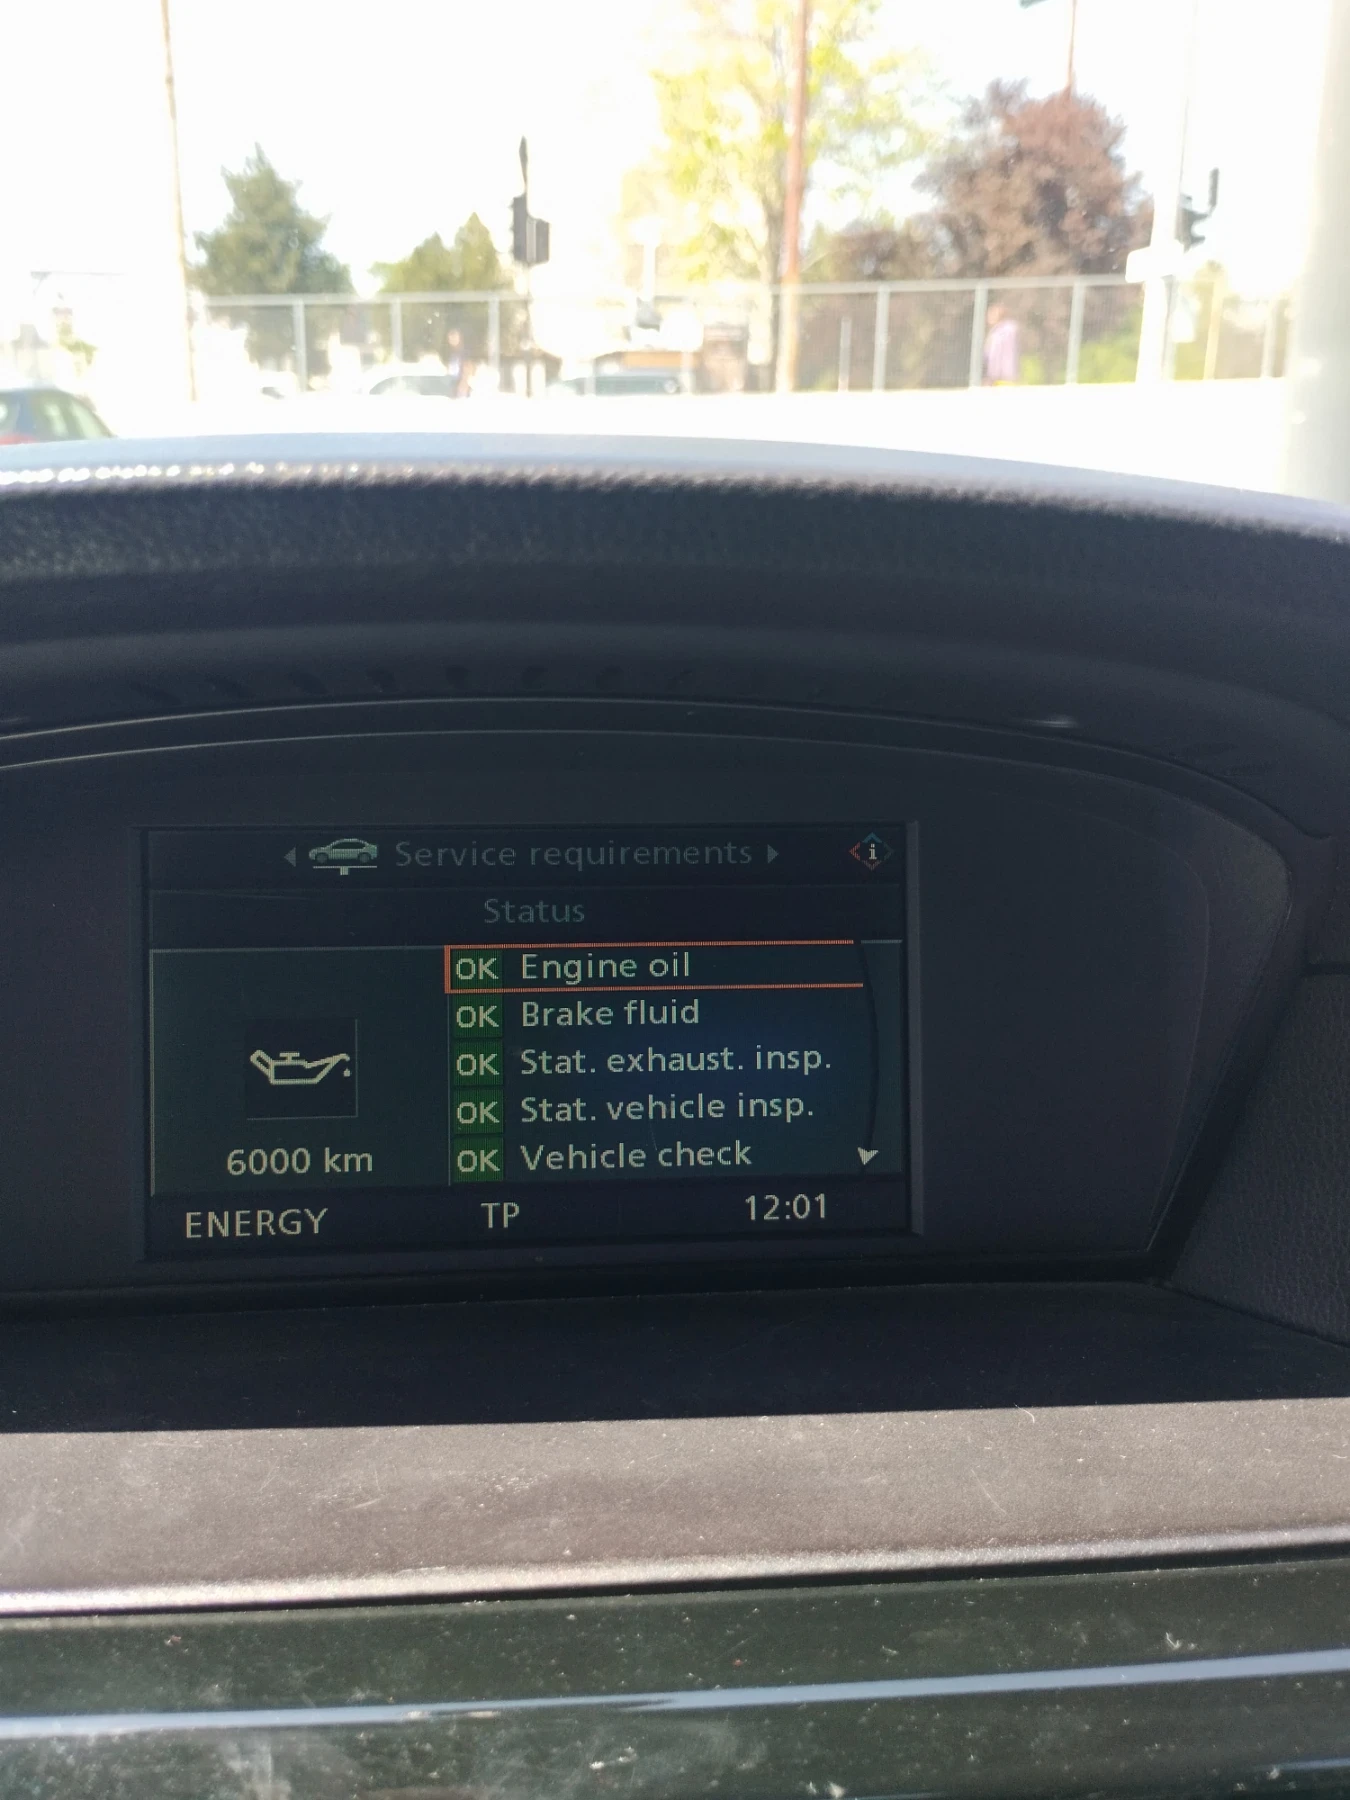 Service requirements i
Status
OK Engine oil
OK Brake fluid
OK Stat. exhaust. insp.
OK Stat. vehicle insp.
OK Vehicle check
6000 km
ENERGY TP 12:01